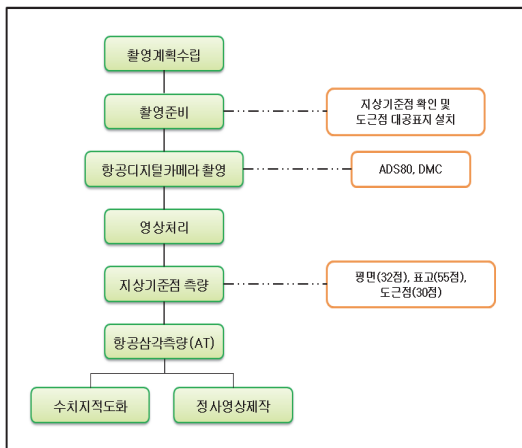 촬영계획수립
촬영준비
지상기준점 확인 및
도근점 대공표지 설치
항공디지털카메라 촬영
ADS80, DMC
영상처리
지상기준점 측량
평면(32점), 표고(55점),
도근점(30점)
항공삼각측량(AT)
수치지적도화
정사영상제작